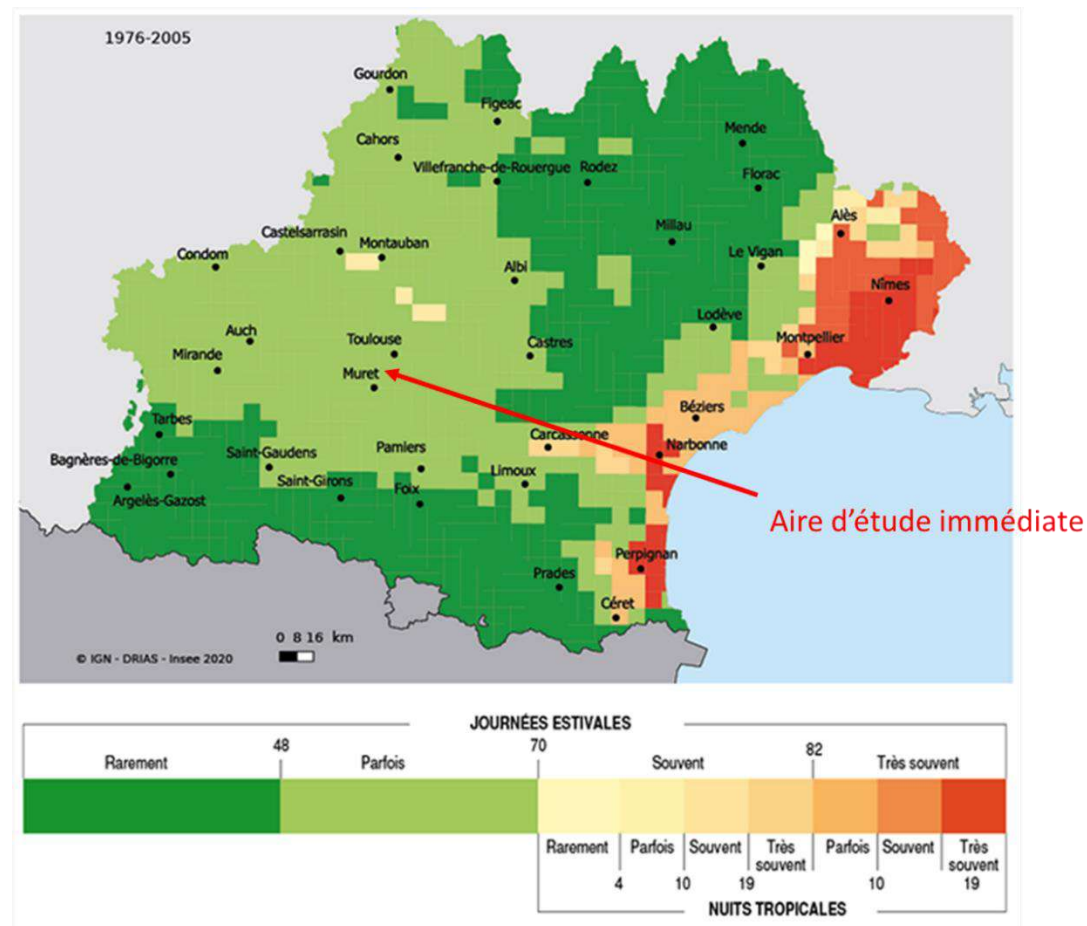 1976-2005
Gourdon
Figeac
Cahors
Mende
Villefranche-de-Rouergue Rodez
Florac
Millau
Alès
Castelsarrasin
Montauban
Condom
Le Vigan
Albi
Nîmes
Lodève
Auch
Toulouse
Castres
Montpellier
Mirande
Muret
Béziers
Tarbes
Carcassonne
Narbonne
Bagnères-de-Bigorre
Saint-Gaudens
Pamiers
Limoux
Saint-Girons
Foix
Argelès-Gazost
Aire d’étude immédiate
Perpignan
Prades
Céret
0 8 16 km
© IGN - DRIAS - Insee 2020
JOURNÉES ESTIVALES
48 70 82
Rarement Parfois Souvent Très souvent
Rarement Parfois Souvent Très souvent Parfois Souvent Très souvent
4 10 19 10 19
NUITS TROPICALES